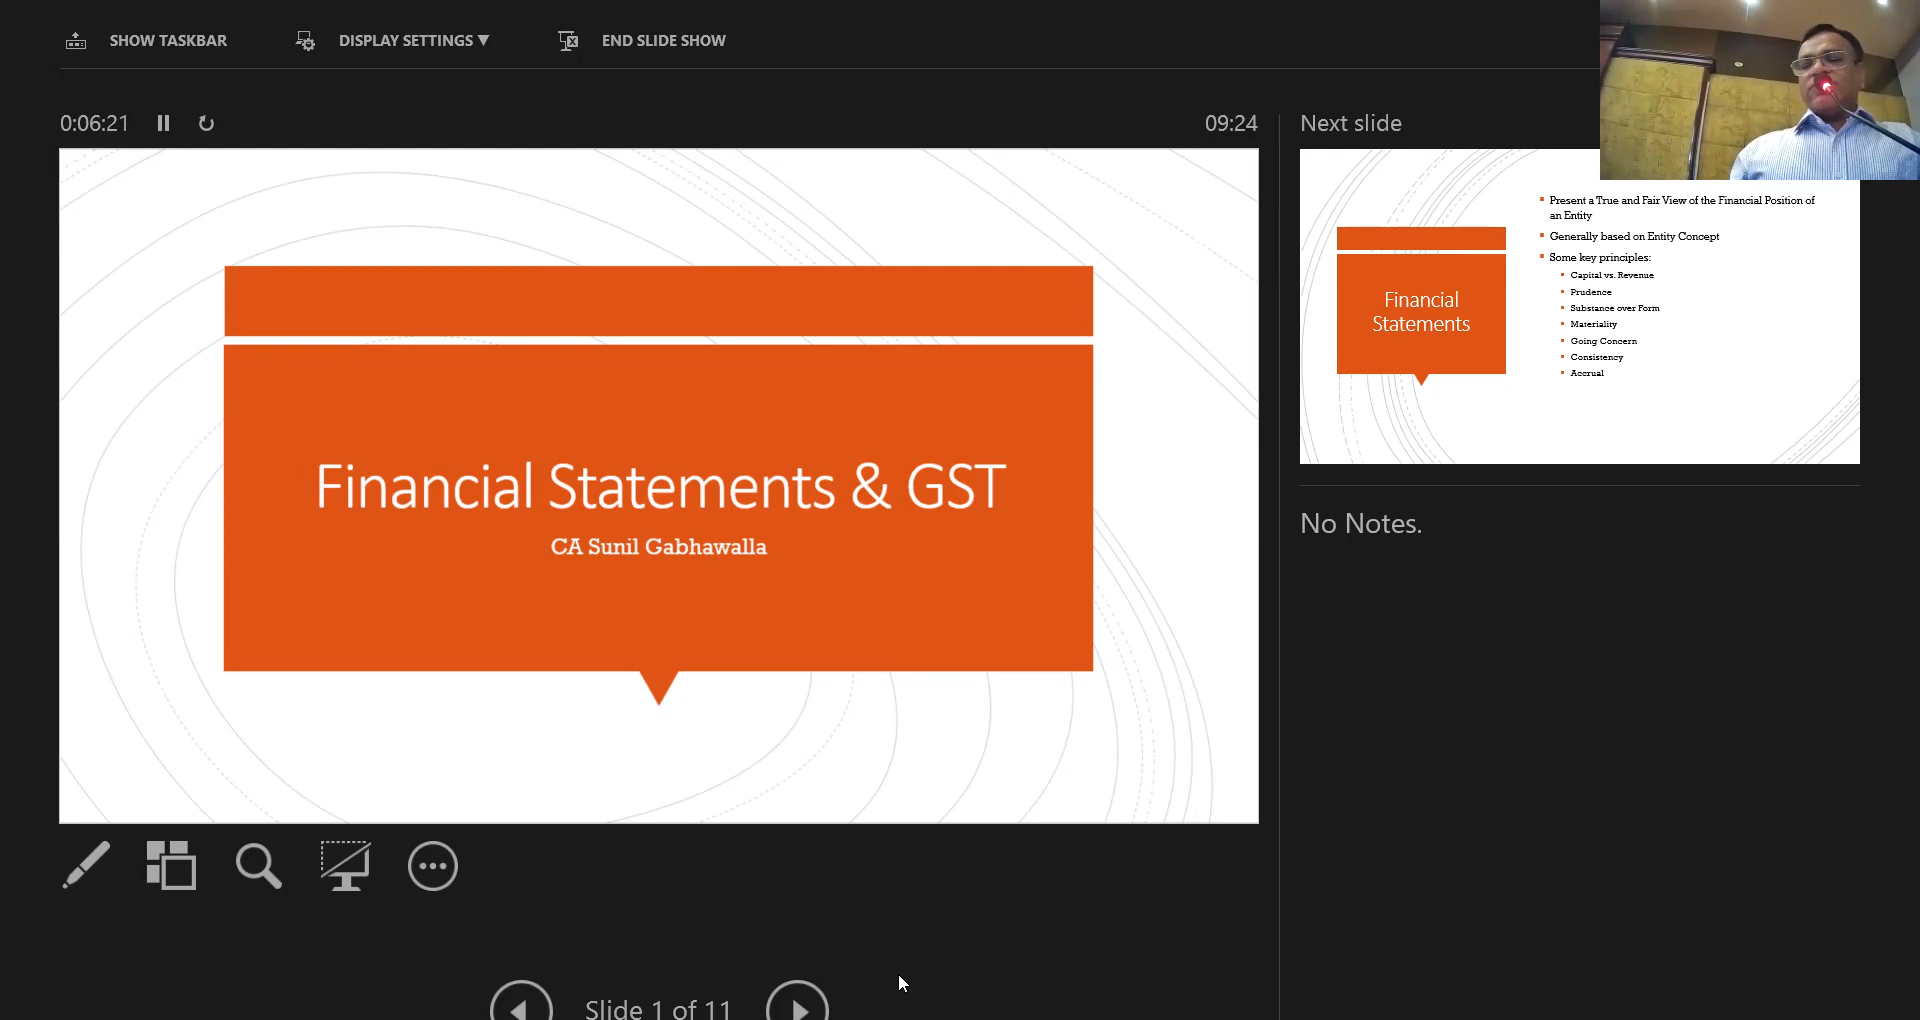 SHOW TASKBAR
DISPLAY SETTINGS ▼
END SLIDE SHOW
0:06:21
09:24
Next slide
Financial Statements & GST
CA Sunil Gabhawalla
Financial
Statements
Present a True and Fair View of the Financial Position of
an Entity
Generally based on Entity Concept
Some key principles:
Capital vs. Revenue
Prudence
Substance over Form
Materiality
Going Concern
Consistency
Accrual
No Notes.
Slide 1 of 11